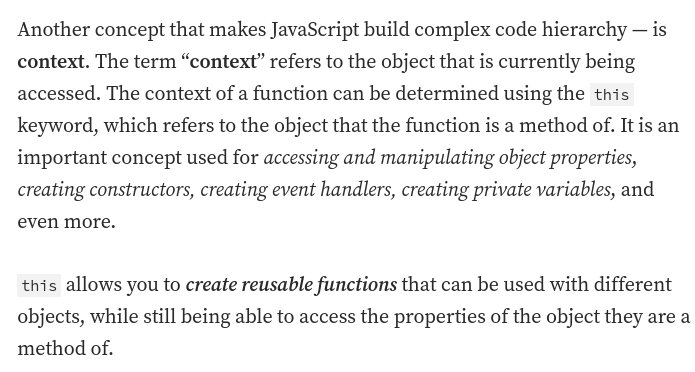 Another concept that makes JavaScript build complex code hierarchy — is
context. The term “context” refers to the object that is currently being
accessed. The context of a function can be determined using the this
keyword, which refers to the object that the function is a method of. It is an
important concept used for accessing and manipulating object properties,
creating constructors, creating event handlers, creating private variables, and
even more.
this allows you to create reusable functions that can be used with different
objects, while still being able to access the properties of the object they are a
method of.